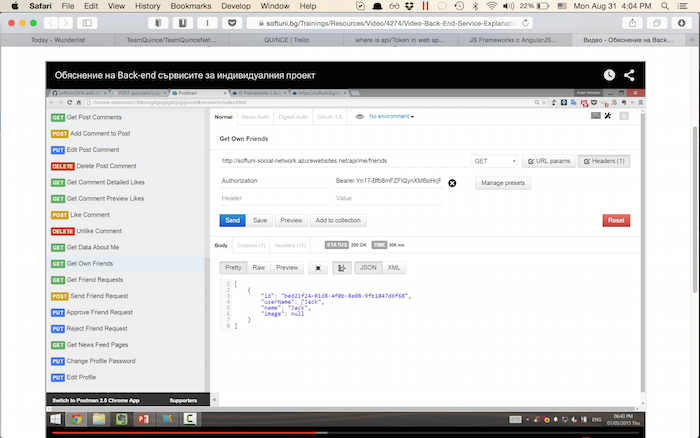 Safari File Edit View History Bookmarks Develop Window Help
22% Mon Aug 31 4:04 PM
softuni.bg/Trainings/Resources/Video/4274/Video-Back-End-Service-Explanatio
Today - Wunderlist
TeamQuince/TeamQuinceNet...
QUINCE | Trello
where is api/Token in web ap...
JS Frameworks с AngularJS...
Видео - Обяснение на Back...
Обяснение на Back-end сървисите за индивидуалния проект
Postman
GET Get Post Comments
POST Add Comment to Post
PUT Edit Post Comment
DELETE Delete Post Comment
GET Get Comment Detailed Likes
GET Get Comment Preview Likes
POST Like Comment
DELETE Unlike Comment
GET Get Data About Me
GET Get Own Friends
GET Get Friend Requests
POST Send Friend Request
PUT Approve Friend Request
PUT Reject Friend Request
GET Get News Feed Pages
PUT Change Profile Password
PUT Edit Profile
Switch to Postman 2.0 Chrome App Supporters
Normal Basic Auth Digest Auth OAuth 1.0 No environment
Get Own Friends
http://softuni-social-network.azurewebsites.net/api/me/friends GET URL params Headers (1)
Authorization Bearer Manage presets
Header Value
Send Save Preview Add to collection Reset
Body Cookies (1) Headers (11) STATUS 200 OK TIME 306 ms
Pretty Raw Preview JSON XML
1 [
2 {
3 "id": "bed21f24-01d8-4f0b-8e08-9fb1047d6f68",
4 "userName": "Jack",
5 "name": "Jack",
6 "image": null
7 }
8 ]
ENG
06:43 PM
07/05/2015 Thu